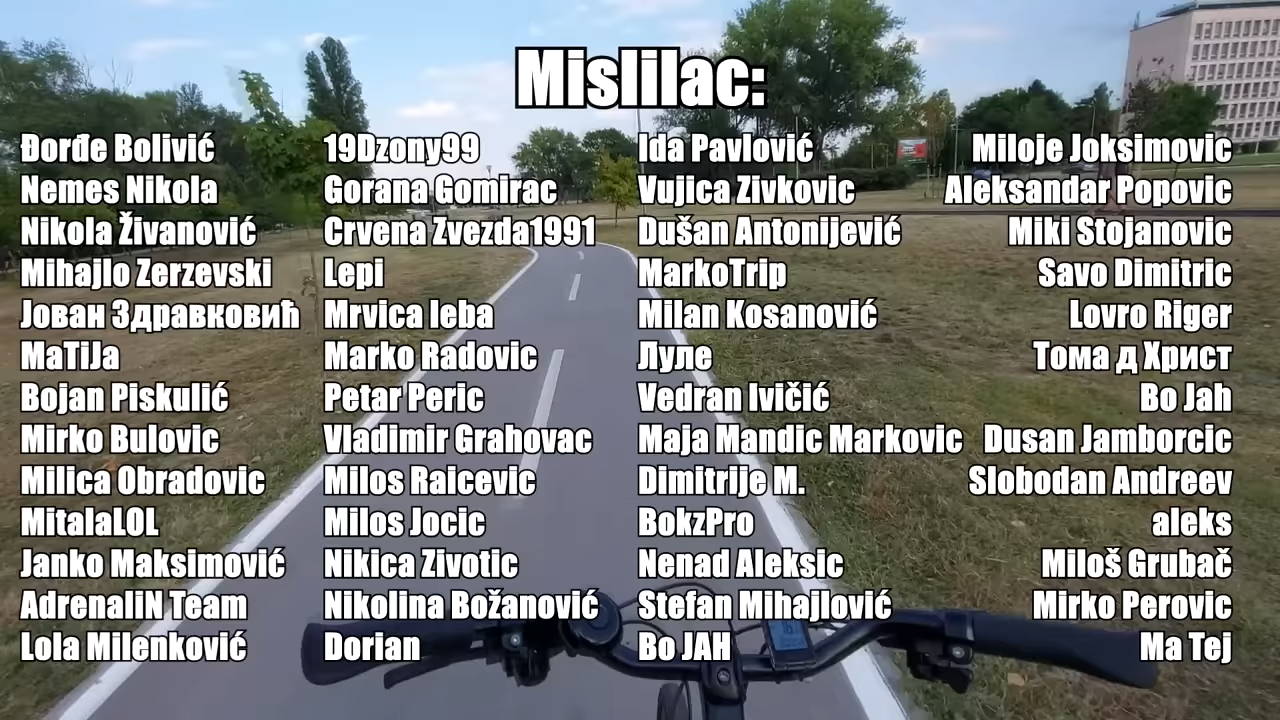 Mislilac:
Đorđe Bolivić
Nemes Nikola
Nikola Živanović
Mihajlo Zerzevski
Јован Здравковић
MaTiJa
Bojan Piskulić
Mirko Bulovic
Milica Obradovic
MitalaLOL
Janko Maksimović
AdrenaliN Team
Lola Milenković
19Dzony99
Gorana Gomirac
Crvena Zvezda1991
Lepi
Mrvica leba
Marko Radovic
Petar Peric
Vladimir Grahovac
Milos Raicevic
Milos Jocic
Nikica Zivotic
Nikolina Božanović
Dorian
Ida Pavlović
Vujica Zivkovic
Dušan Antonijević
MarkoTrip
Milan Kosanović
Луле
Vedran Ivičić
Maja Mandic Markovic
Dimitrije M.
BokzPro
Nenad Aleksic
Stefan Mihajlović
Bo JAH
Miloje Joksimovic
Aleksandar Popovic
Miki Stojanovic
Savo Dimitric
Lovro Riger
Тома д Христ
Bo Jah
Dusan Jamborcic
Slobodan Andreev
aleks
Miloš Grubač
Mirko Perovic
Ma Tej